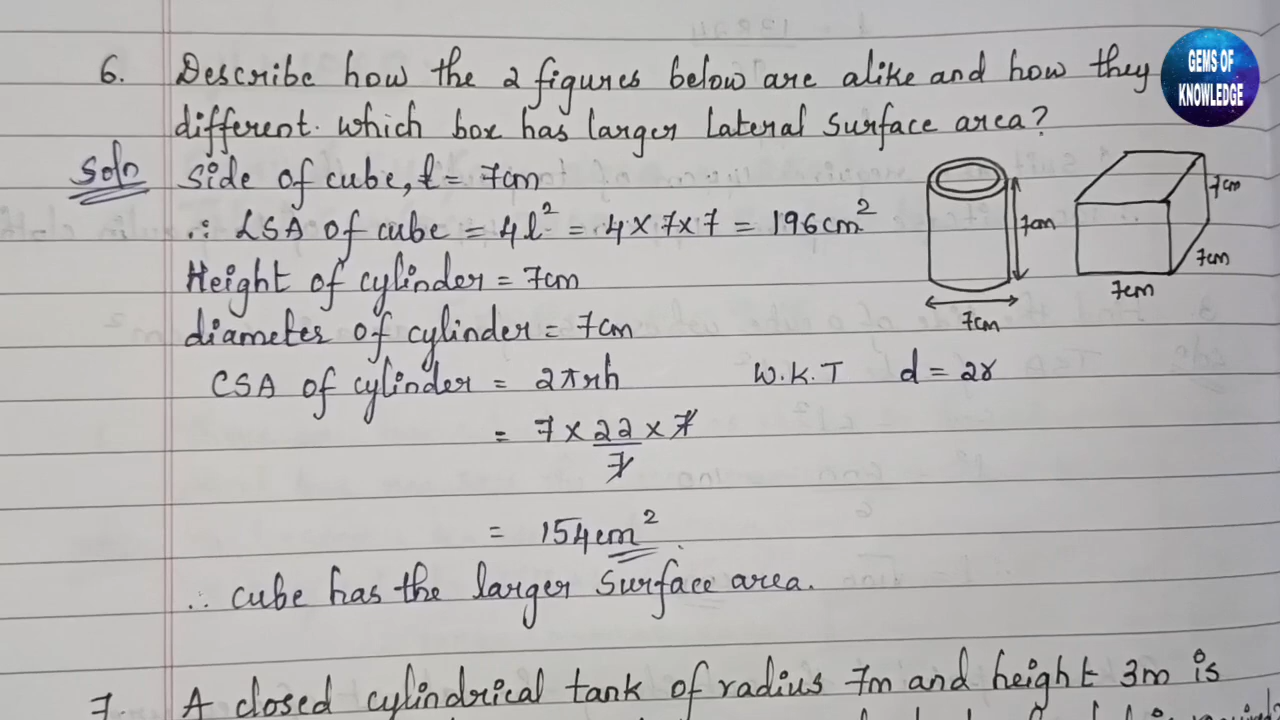 6. Describe how the 2 figures below are alike and how they
different. which box has larger Lateral Surface area?
Soln Side of cube, l = 7cm
∴ LSA of cube = 4l² = 4 × 7 × 7 = 196cm²
Height of cylinder = 7cm
diameter of cylinder = 7cm
CSA of cylinder = 2πrh W.K.T d = 2r
= 7 × 22/7 × 7
= 154cm²
∴ cube has the larger Surface area.
7. A closed cylindrical tank of radius 7m and height 3m is
7cm
7cm
7cm
7cm
7cm
GEMS OF
KNOWLEDGE